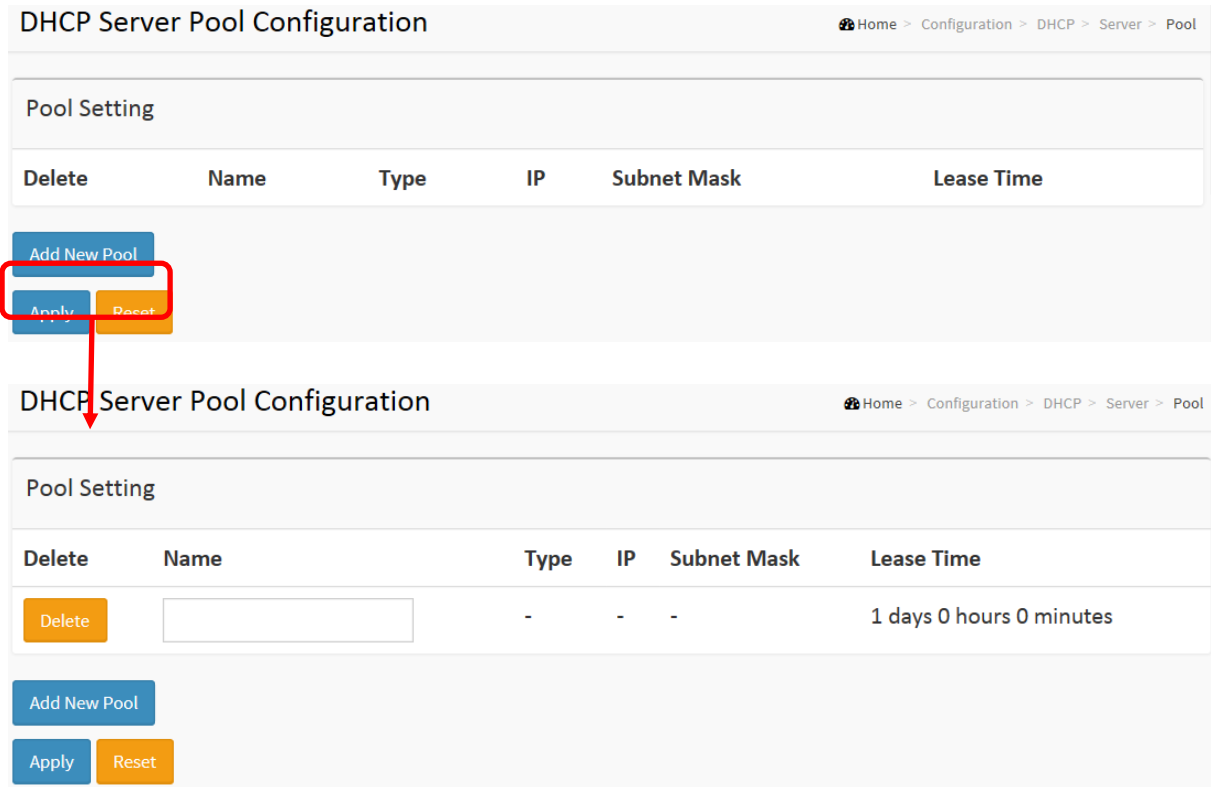 DHCP Server Pool Configuration Home > Configuration > DHCP > Server > Pool
Pool Setting
Delete Name Type IP Subnet Mask Lease Time
Add New Pool
Apply Reset
DHCP Server Pool Configuration Home > Configuration > DHCP > Server > Pool
Pool Setting
Delete Name Type IP Subnet Mask Lease Time
Delete - - - 1 days 0 hours 0 minutes
Add New Pool
Apply Reset